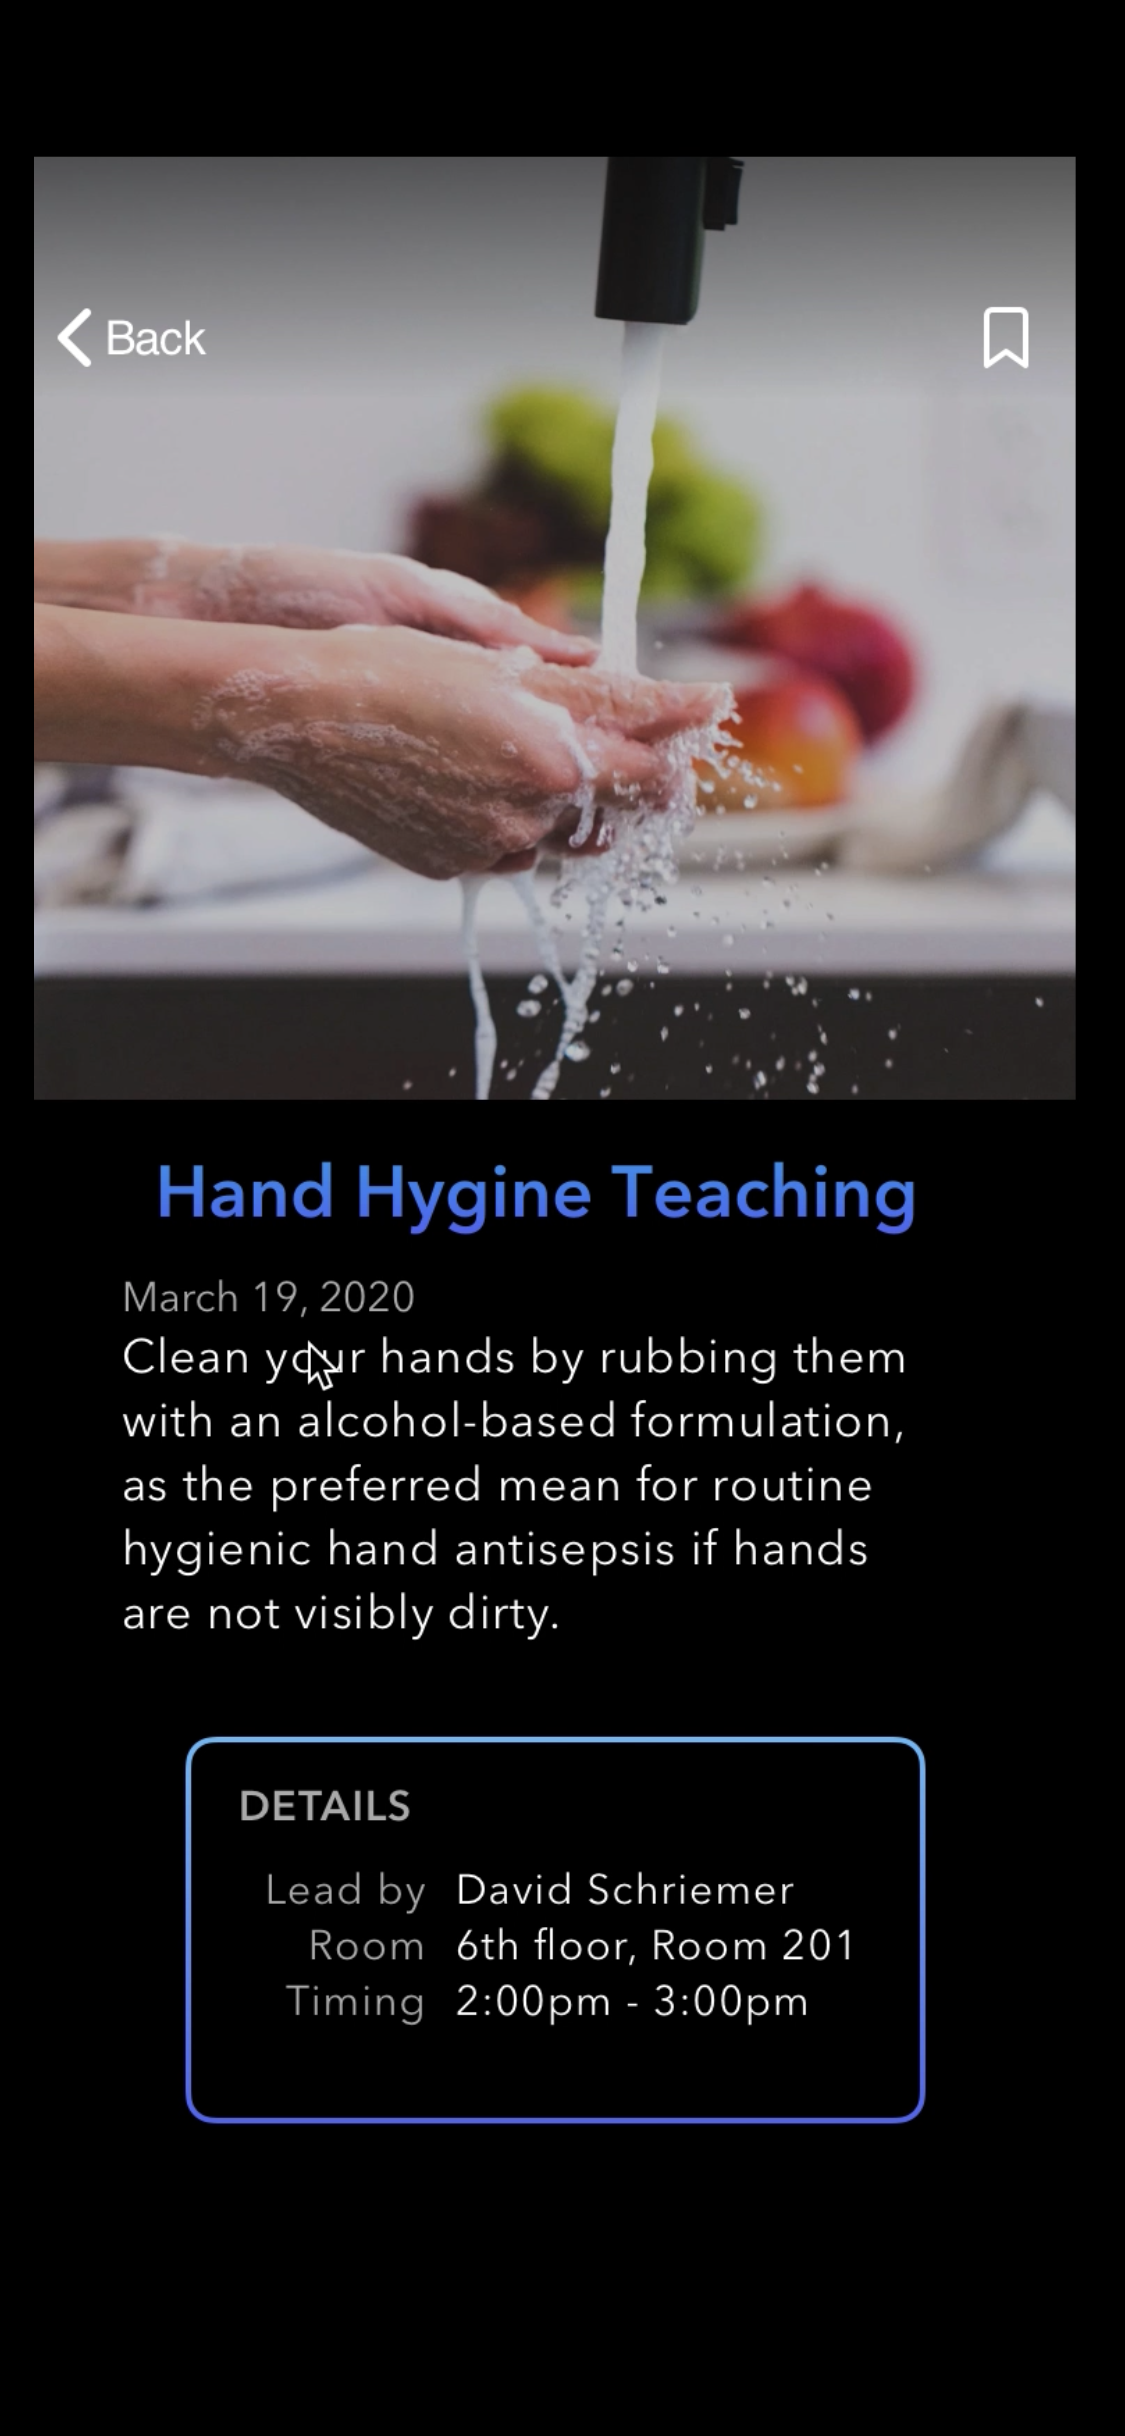 Back
Hand Hygine Teaching
March 19, 2020
Clean your hands by rubbing them
with an alcohol-based formulation,
as the preferred mean for routine
hygienic hand antisepsis if hands
are not visibly dirty.
DETAILS
Lead by David Schriemer
Room 6th floor, Room 201
Timing 2:00pm - 3:00pm